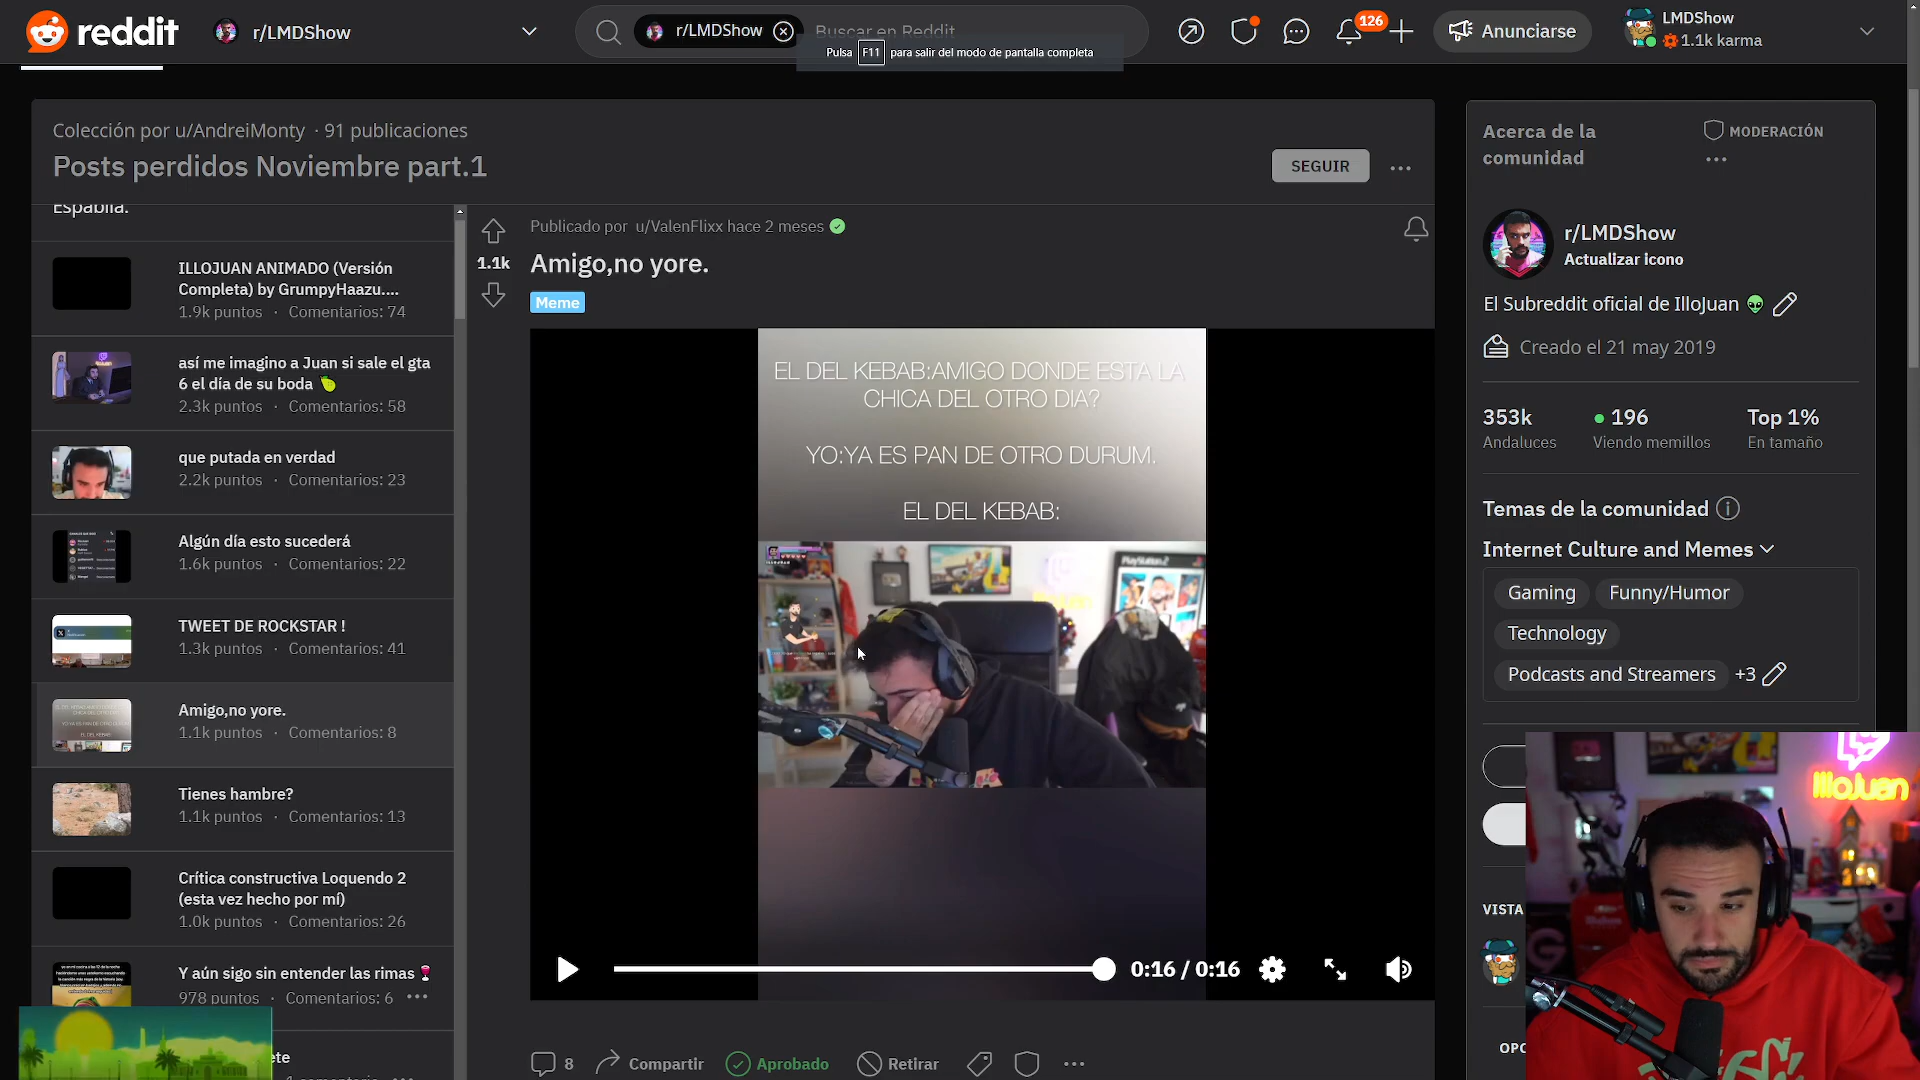 reddit
r/LMDShow
r/LMDShow
Buscar en Reddit
Pulsa F11 para salir del modo de pantalla completa
126
Anunciarse
LMDShow
1.1k karma
Colección por u/AndreiMonty · 91 publicaciones
Posts perdidos Noviembre part.1
SEGUIR
Espabila.
ILLOJUAN ANIMADO (Versión
Completa) by GrumpyHaazu....
1.9k puntos · Comentarios: 74
así me imagino a Juan si sale el gta
6 el día de su boda
2.3k puntos · Comentarios: 58
que putada en verdad
2.2k puntos · Comentarios: 23
Algún día esto sucederá
1.6k puntos · Comentarios: 22
TWEET DE ROCKSTAR !
1.3k puntos · Comentarios: 41
Amigo,no yore.
1.1k puntos · Comentarios: 8
Tienes hambre?
1.1k puntos · Comentarios: 13
Crítica constructiva Loquendo 2
(esta vez hecho por mí)
1.0k puntos · Comentarios: 26
Y aún sigo sin entender las rimas
978 puntos · Comentarios: 6
ete
1.1k
Publicado por u/ValenFlixx hace 2 meses
Amigo,no yore.
Meme
EL DEL KEBAB:AMIGO DONDE ESTA LA
CHICA DEL OTRO DIA?
YO:YA ES PAN DE OTRO DURUM.
EL DEL KEBAB:
PlayStation 2
IlloJuan
0:16 / 0:16
8
Compartir
Aprobado
Retirar
Acerca de la
comunidad
MODERACIÓN
r/LMDShow
Actualizar icono
El Subreddit oficial de IlloJuan
Creado el 21 may 2019
353k
Andaluces
196
Viendo memillos
Top 1%
En tamaño
Temas de la comunidad
Internet Culture and Memes
Gaming
Funny/Humor
Technology
Podcasts and Streamers
+3
VISTA
OPC
IlloJuan